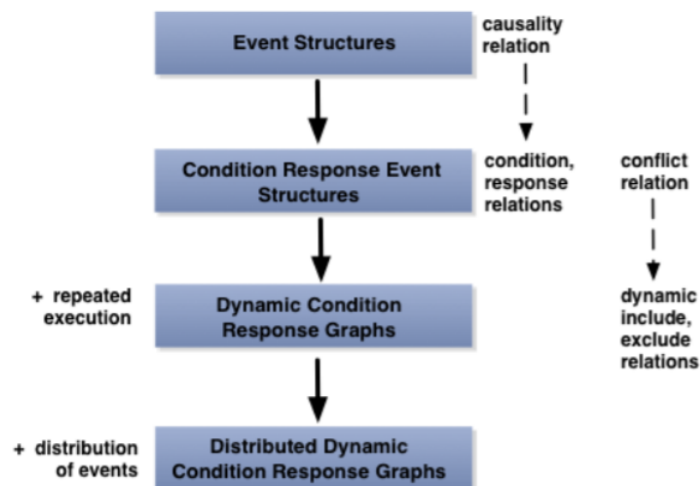 Event Structures
causality
relation
Condition Response Event
Structures
condition,
response
relations
conflict
relation
+ repeated
execution
Dynamic Condition
Response Graphs
dynamic
include,
exclude
relations
+ distribution
of events
Distributed Dynamic
Condition Response Graphs